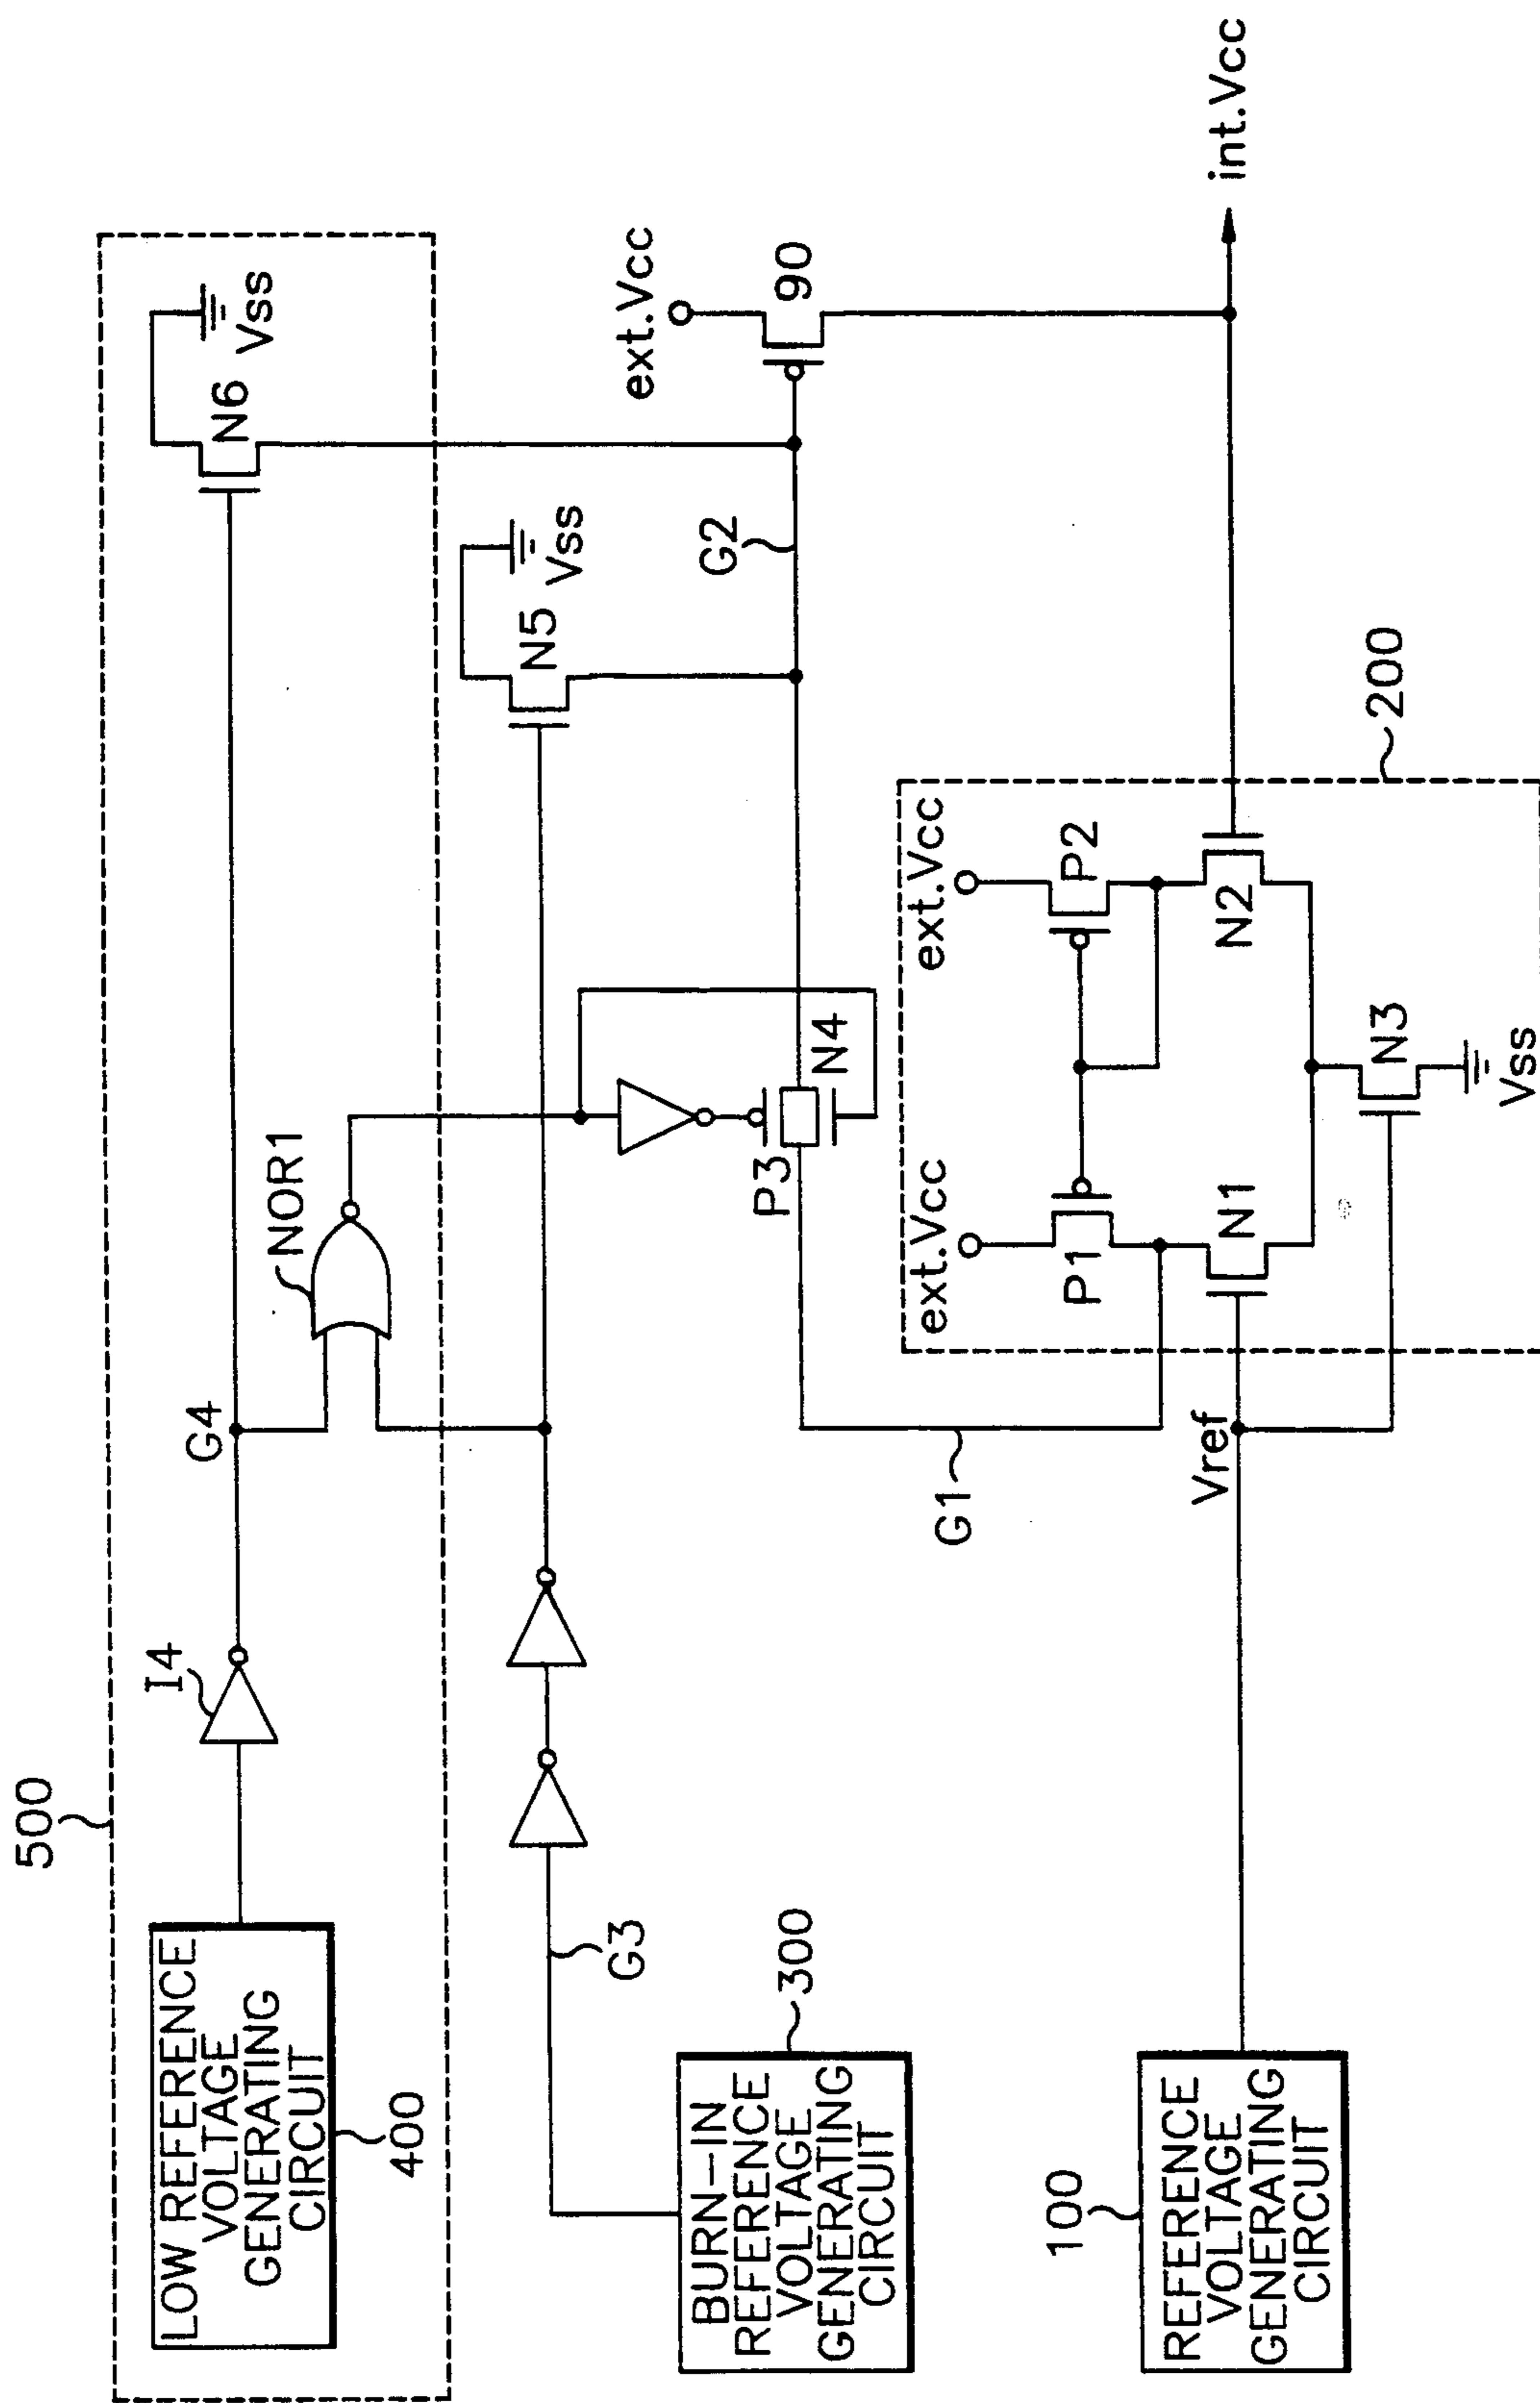 500
LOW REFERENCE
VOLTAGE
GENERATING
CIRCUIT
400
I4
G4
NOR1
N6
Vss
BURN-IN
REFERENCE
VOLTAGE
GENERATING
CIRCUIT
300
G3
N5
Vss
P3
N4
G2
ext.Vcc
90
REFERENCE
VOLTAGE
GENERATING
CIRCUIT
100
Vref
G1
ext.Vcc
P1
N1
ext.Vcc
P2
N2
N3
Vss
200
int.Vcc